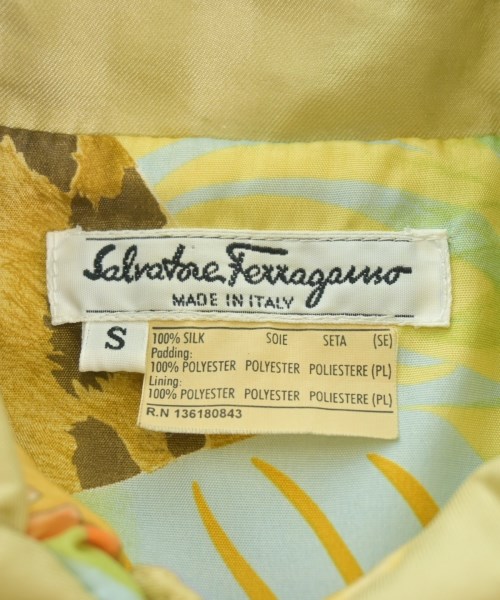 Salvatore Ferragamo
MADE IN ITALY
S
100% SILK SOIE SETA (SE)
Padding:
100% POLYESTER POLYESTER POLIESTERE (PL)
Lining:
100% POLYESTER POLYESTER POLIESTERE (PL)
R.N 136180843